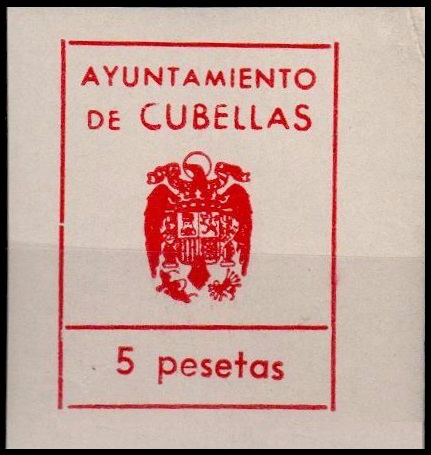 AYUNTAMIENTO
DE CUBELLAS
5 pesetas